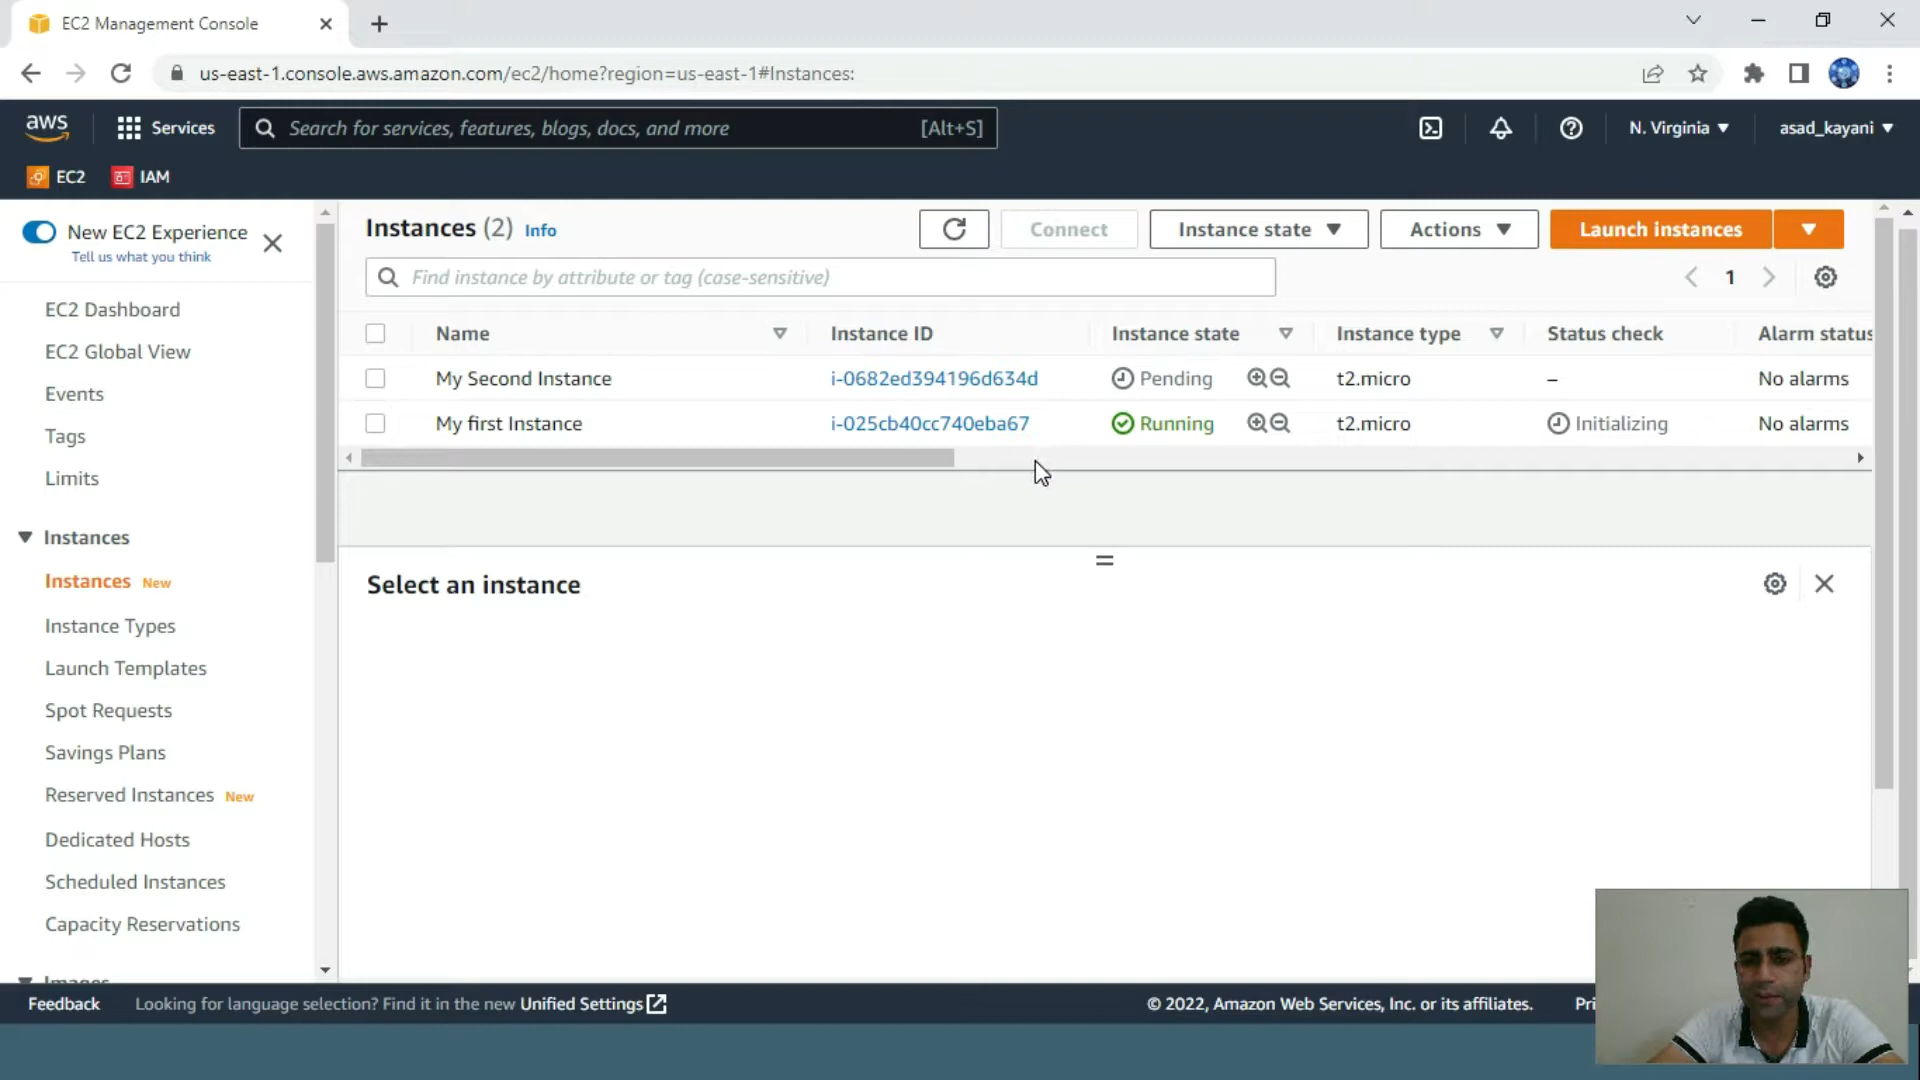 EC2 Management Console
us-east-1.console.aws.amazon.com/ec2/home?region=us-east-1#Instances:
aws Services Search for services, features, blogs, docs, and more [Alt+S] N. Virginia asad_kayani
EC2 IAM
New EC2 Experience
Tell us what you think
EC2 Dashboard
EC2 Global View
Events
Tags
Limits
Instances
Instances New
Instance Types
Launch Templates
Spot Requests
Savings Plans
Reserved Instances New
Dedicated Hosts
Scheduled Instances
Capacity Reservations
Images
Instances (2) Info Connect Instance state Actions Launch instances
Find instance by attribute or tag (case-sensitive) 1
Name Instance ID Instance state Instance type Status check Alarm status
My Second Instance i-0682ed394196d634d Pending t2.micro – No alarms
My first Instance i-025cb40cc740eba67 Running t2.micro Initializing No alarms
Select an instance
Feedback Looking for language selection? Find it in the new Unified Settings © 2022, Amazon Web Services, Inc. or its affiliates. Pri